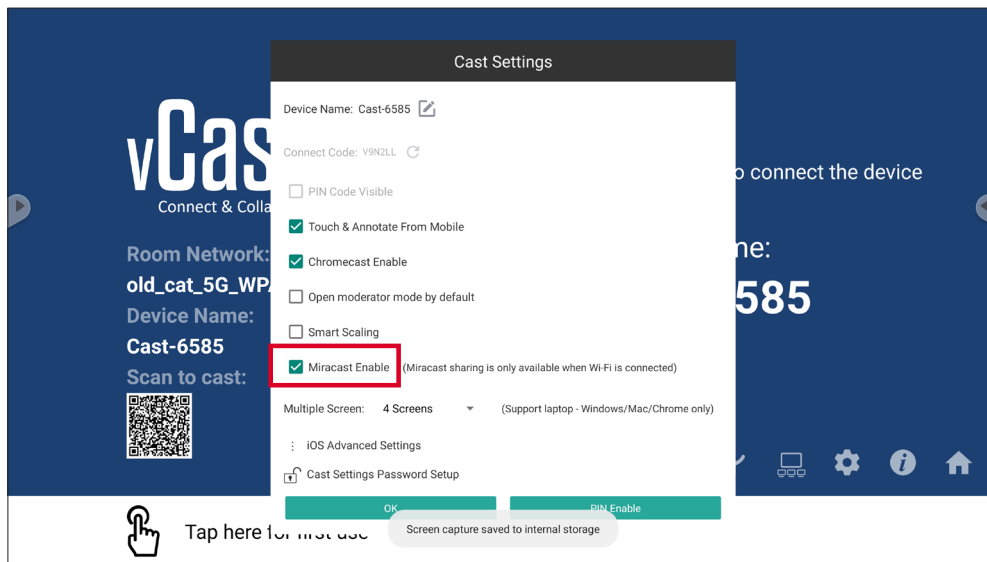 Cast Settings
Device Name: Cast-6585
Connect Code: V9N2LL
PIN Code Visible
Touch & Annotate From Mobile
Chromecast Enable
Open moderator mode by default
Smart Scaling
Miracast Enable (Miracast sharing is only available when Wi-Fi is connected)
Multiple Screen: 4 Screens (Support laptop - Windows/Mac/Chrome only)
iOS Advanced Settings
Cast Settings Password Setup
OK PIN Enable
Screen capture saved to internal storage
vCas
Connect & Colla
Room Network:
old_cat_5G_WP
Device Name:
Cast-6585
Scan to cast:
connect the device
585
Tap here for first use